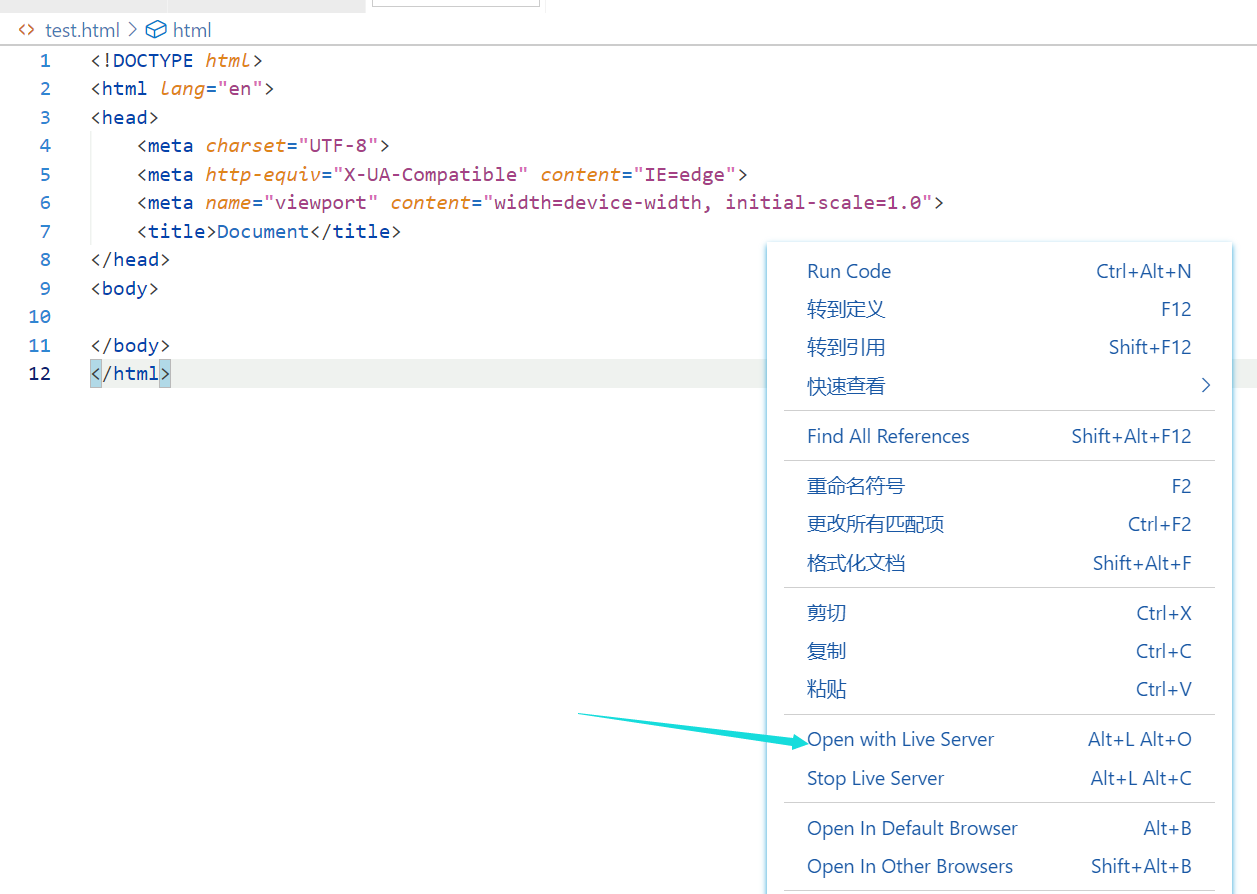 test.html > html
1 <!DOCTYPE html>
2 <html lang="en">
3 <head>
4     <meta charset="UTF-8">
5     <meta http-equiv="X-UA-Compatible" content="IE=edge">
6     <meta name="viewport" content="width=device-width, initial-scale=1.0">
7     <title>Document</title>
8 </head>
9 <body>
10
11 </body>
12 </html>
Run Code Ctrl+Alt+N
转到定义 F12
转到引用 Shift+F12
快速查看
Find All References Shift+Alt+F12
重命名符号 F2
更改所有匹配项 Ctrl+F2
格式化文档 Shift+Alt+F
剪切 Ctrl+X
复制 Ctrl+C
粘贴 Ctrl+V
Open with Live Server Alt+L Alt+O
Stop Live Server Alt+L Alt+C
Open In Default Browser Alt+B
Open In Other Browsers Shift+Alt+B